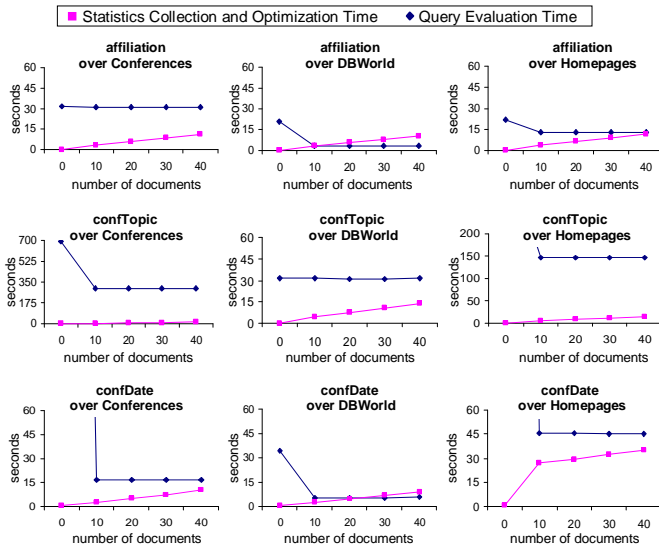 Statistics Collection and Optimization Time Query Evaluation Time
affiliation
over Conferences
seconds
60
45
30
15
0
0 10 20 30 40
number of documents
affiliation
over DBWorld
seconds
60
45
30
15
0
0 10 20 30 40
number of documents
affiliation
over Homepages
seconds
60
45
30
15
0
0 10 20 30 40
number of documents
confTopic
over Conferences
seconds
700
525
350
175
0
0 10 20 30 40
number of documents
confTopic
over DBWorld
seconds
60
45
30
15
0
0 10 20 30 40
number of documents
confTopic
over Homepages
seconds
200
150
100
50
0
0 10 20 30 40
number of documents
confDate
over Conferences
seconds
60
45
30
15
0
0 10 20 30 40
number of documents
confDate
over DBWorld
seconds
60
45
30
15
0
0 10 20 30 40
number of documents
confDate
over Homepages
seconds
60
45
30
15
0
0 10 20 30 40
number of documents